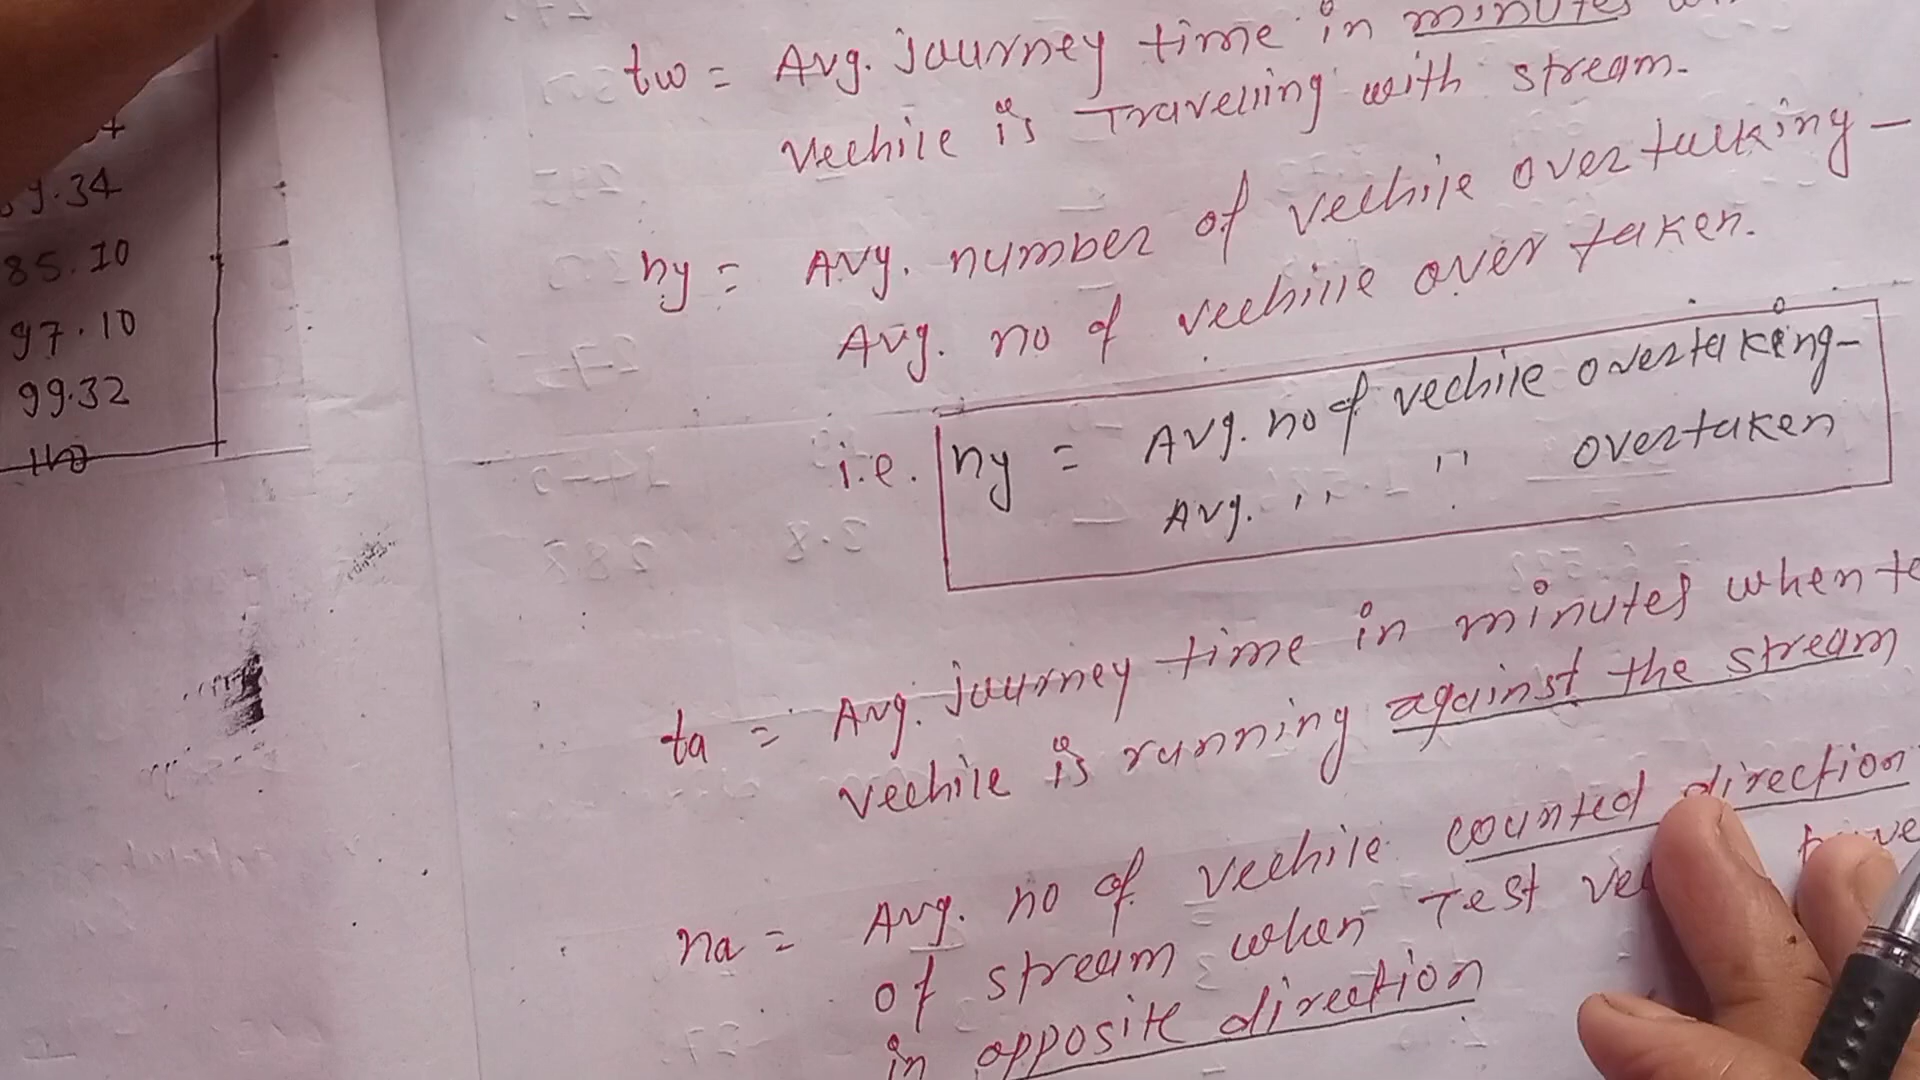 9.34
85.10
97.10
99.32
tw = Avg. journey time in minutes
Vechile is Travelling with stream.
ny = Avg. number of vechile overtaking -
Avg. no of vechile over taken.
i.e. ny = Avg. no of vechile overtaking -
Avg. " " overtaken
ta = Avg. journey time in minutes when te
vechile is running against the stream
na = Avg. no of vechile counted direction
of stream when Test
in opposite direction